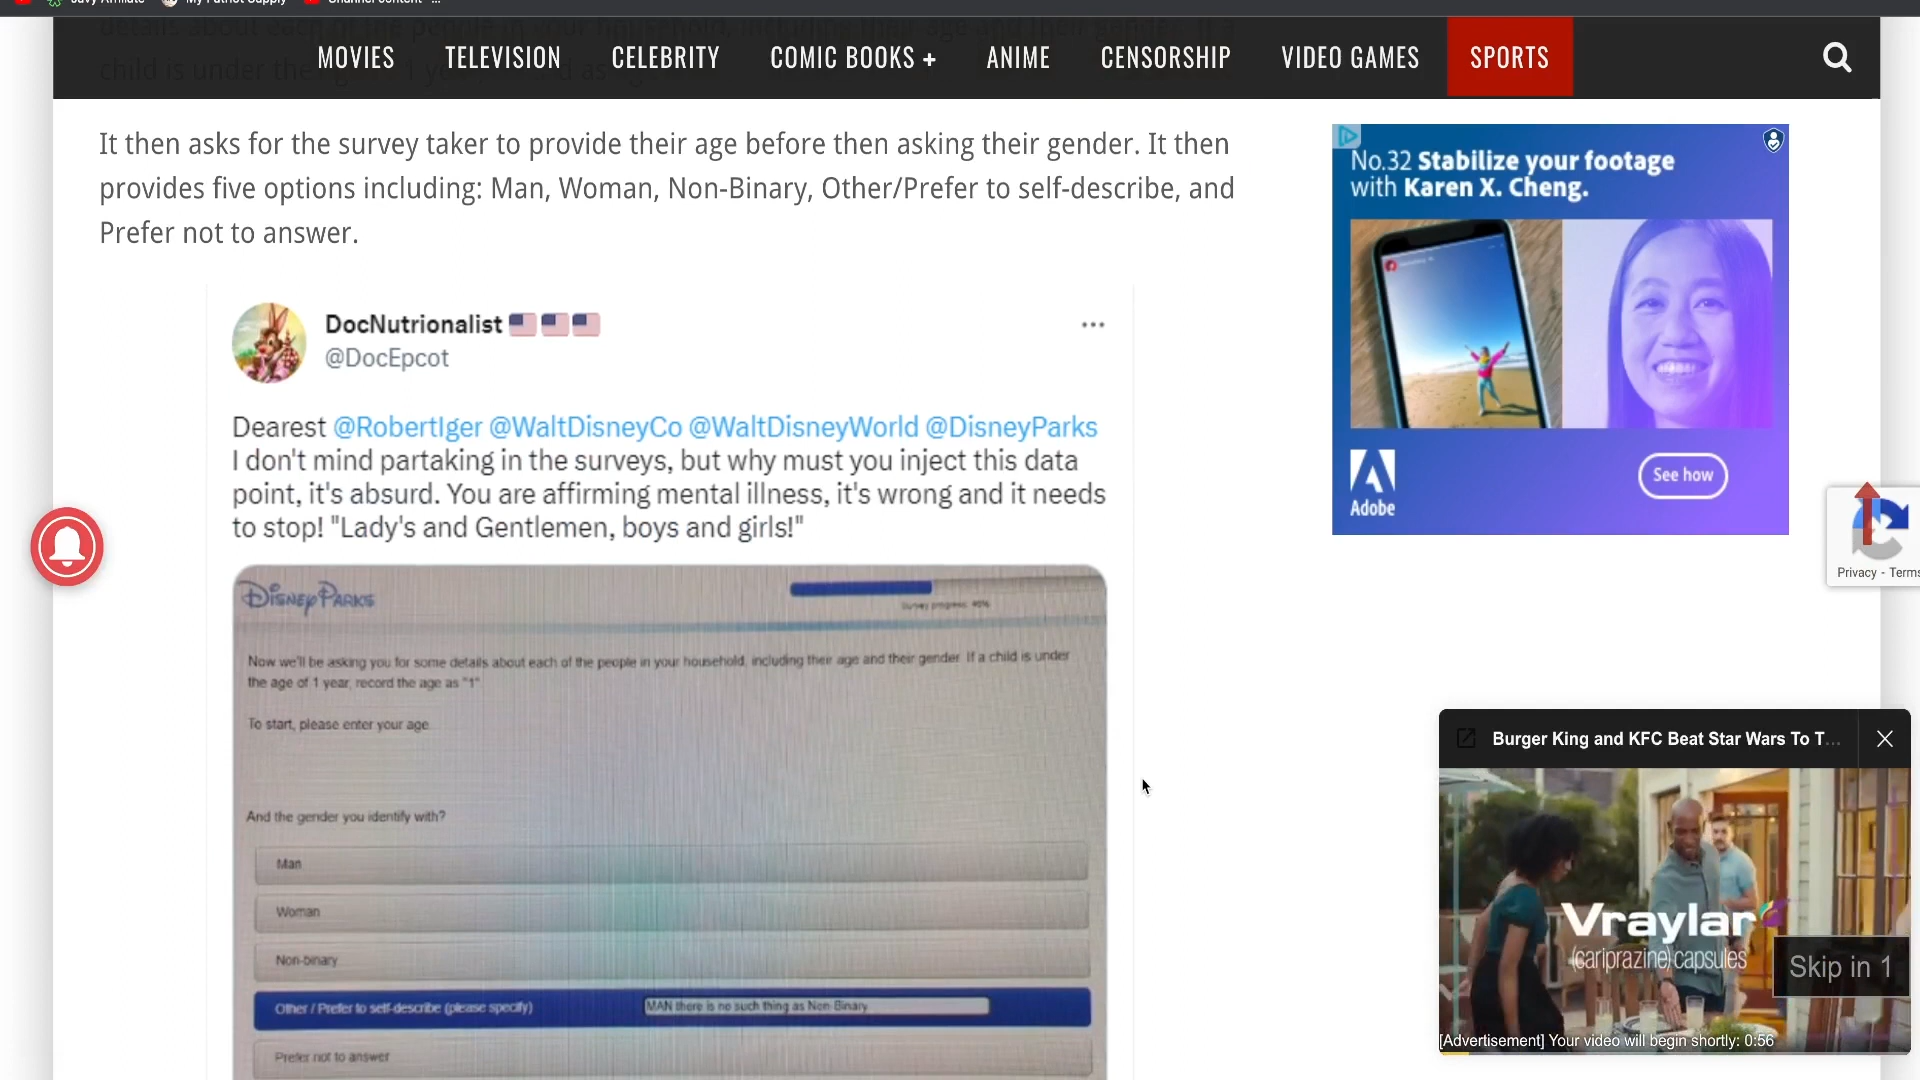 My Patriot Supply
MOVIES TELEVISION CELEBRITY COMIC BOOKS + ANIME CENSORSHIP VIDEO GAMES SPORTS
It then asks for the survey taker to provide their age before then asking their gender. It then
provides five options including: Man, Woman, Non-Binary, Other/Prefer to self-describe, and
Prefer not to answer.
DocNutrionalist
@DocEpcot
Dearest @RobertIger @WaltDisneyCo @WaltDisneyWorld @DisneyParks
I don't mind partaking in the surveys, but why must you inject this data
point, it's absurd. You are affirming mental illness, it's wrong and it needs
to stop! "Lady's and Gentlemen, boys and girls!"
DISNEY PARKS
Survey progress:
Now we'll be asking you for some details about each of the people in your household, including their age and their gender. If a child is under
the age of 1 year, record the age as "1"
To start, please enter your age.
And the gender you identify with?
Man
Woman
Non-binary
Other / Prefer to self-describe (please specify) MAN there is no such thing as Non-Binary
Prefer not to answer
No.32 Stabilize your footage
with Karen X. Cheng.
See how
Adobe
Privacy - Terms
Burger King and KFC Beat Star Wars To T...
Vraylar
(cariprazine) capsules
Skip in 1
[Advertisement] Your video will begin shortly: 0:56